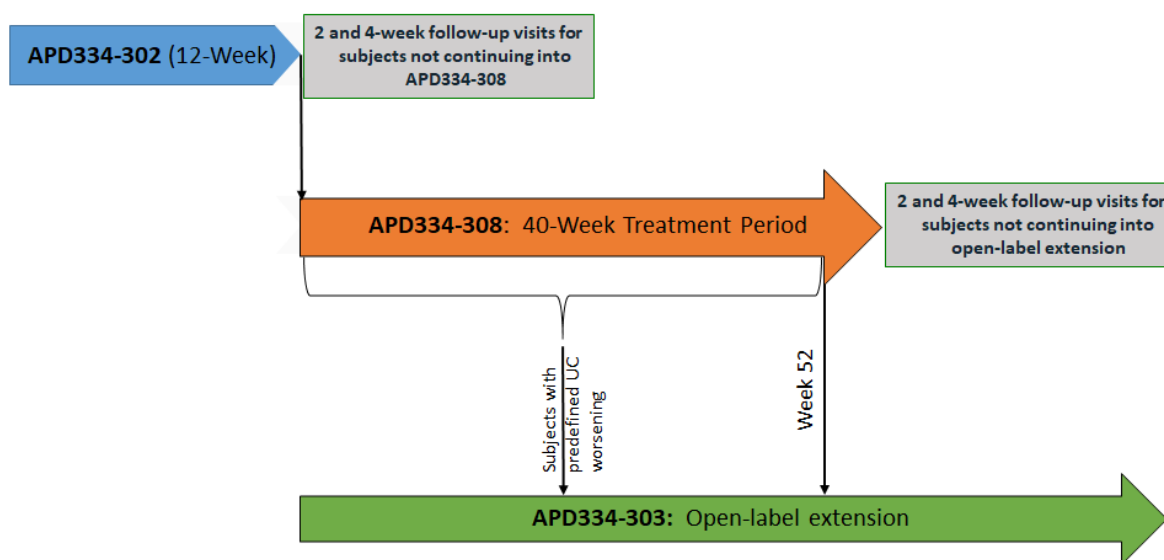 APD334-302 (12-Week)
2 and 4-week follow-up visits for
subjects not continuing into
APD334-308
APD334-308: 40-Week Treatment Period
2 and 4-week follow-up visits for
subjects not continuing into
open-label extension
Subjects with
predefined UC
worsening
Week 52
APD334-303: Open-label extension